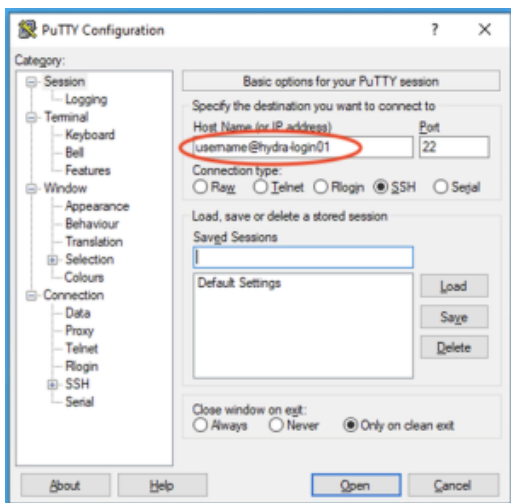 PuTTY Configuration ? X
Category:
Session
Logging
Terminal
Keyboard
Bell
Features
Window
Appearance
Behaviour
Translation
Selection
Colours
Connection
Data
Proxy
Telnet
Rlogin
SSH
Serial
Basic options for your PuTTY session
Specify the destination you want to connect to
Host Name (or IP address) Port
username@hydra-login01 22
Connection type:
Raw Telnet Rlogin SSH Serial
Load, save or delete a stored session
Saved Sessions
Default Settings
Load
Save
Delete
Close window on exit:
Always Never Only on clean exit
About Help Open Cancel